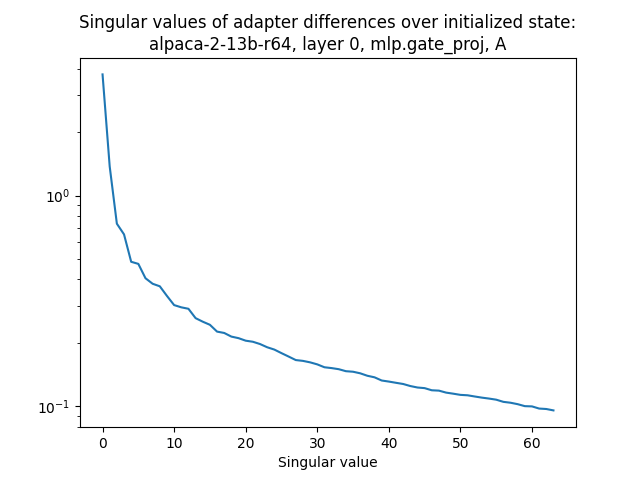 Singular values of adapter differences over initialized state:
alpaca-2-13b-r64, layer 0, mlp.gate_proj, A
10⁰
10⁻¹
0 10 20 30 40 50 60
Singular value